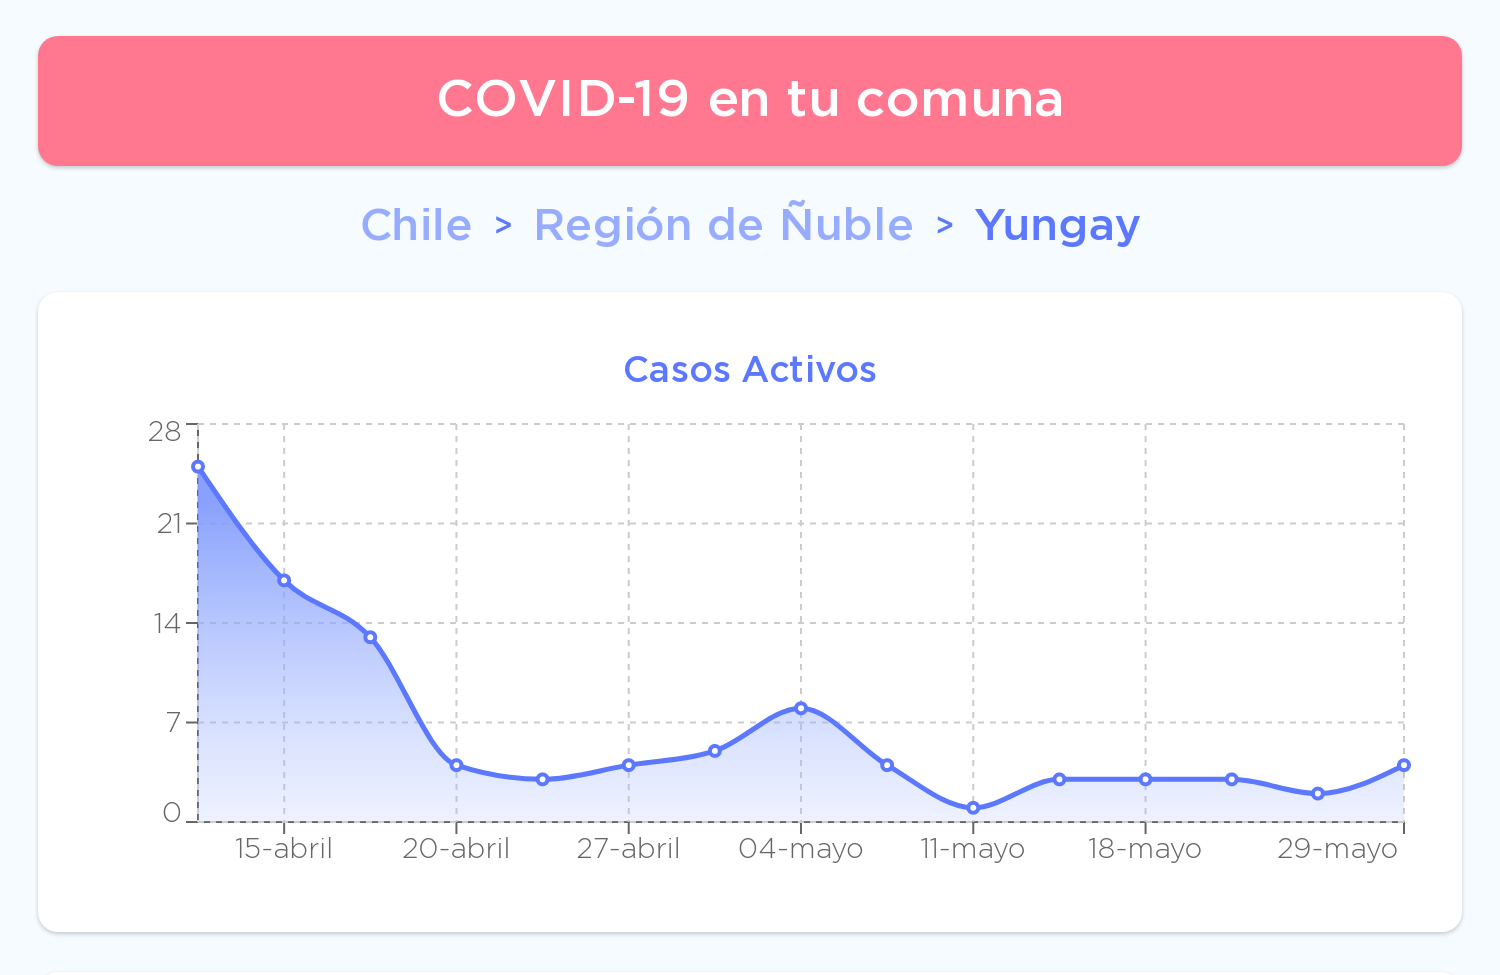 COVID-19 en tu comuna
Chile > Región de Ñuble > Yungay
Casos Activos
28
21
14
7
0
15-abril 20-abril 27-abril 04-mayo 11-mayo 18-mayo 29-mayo